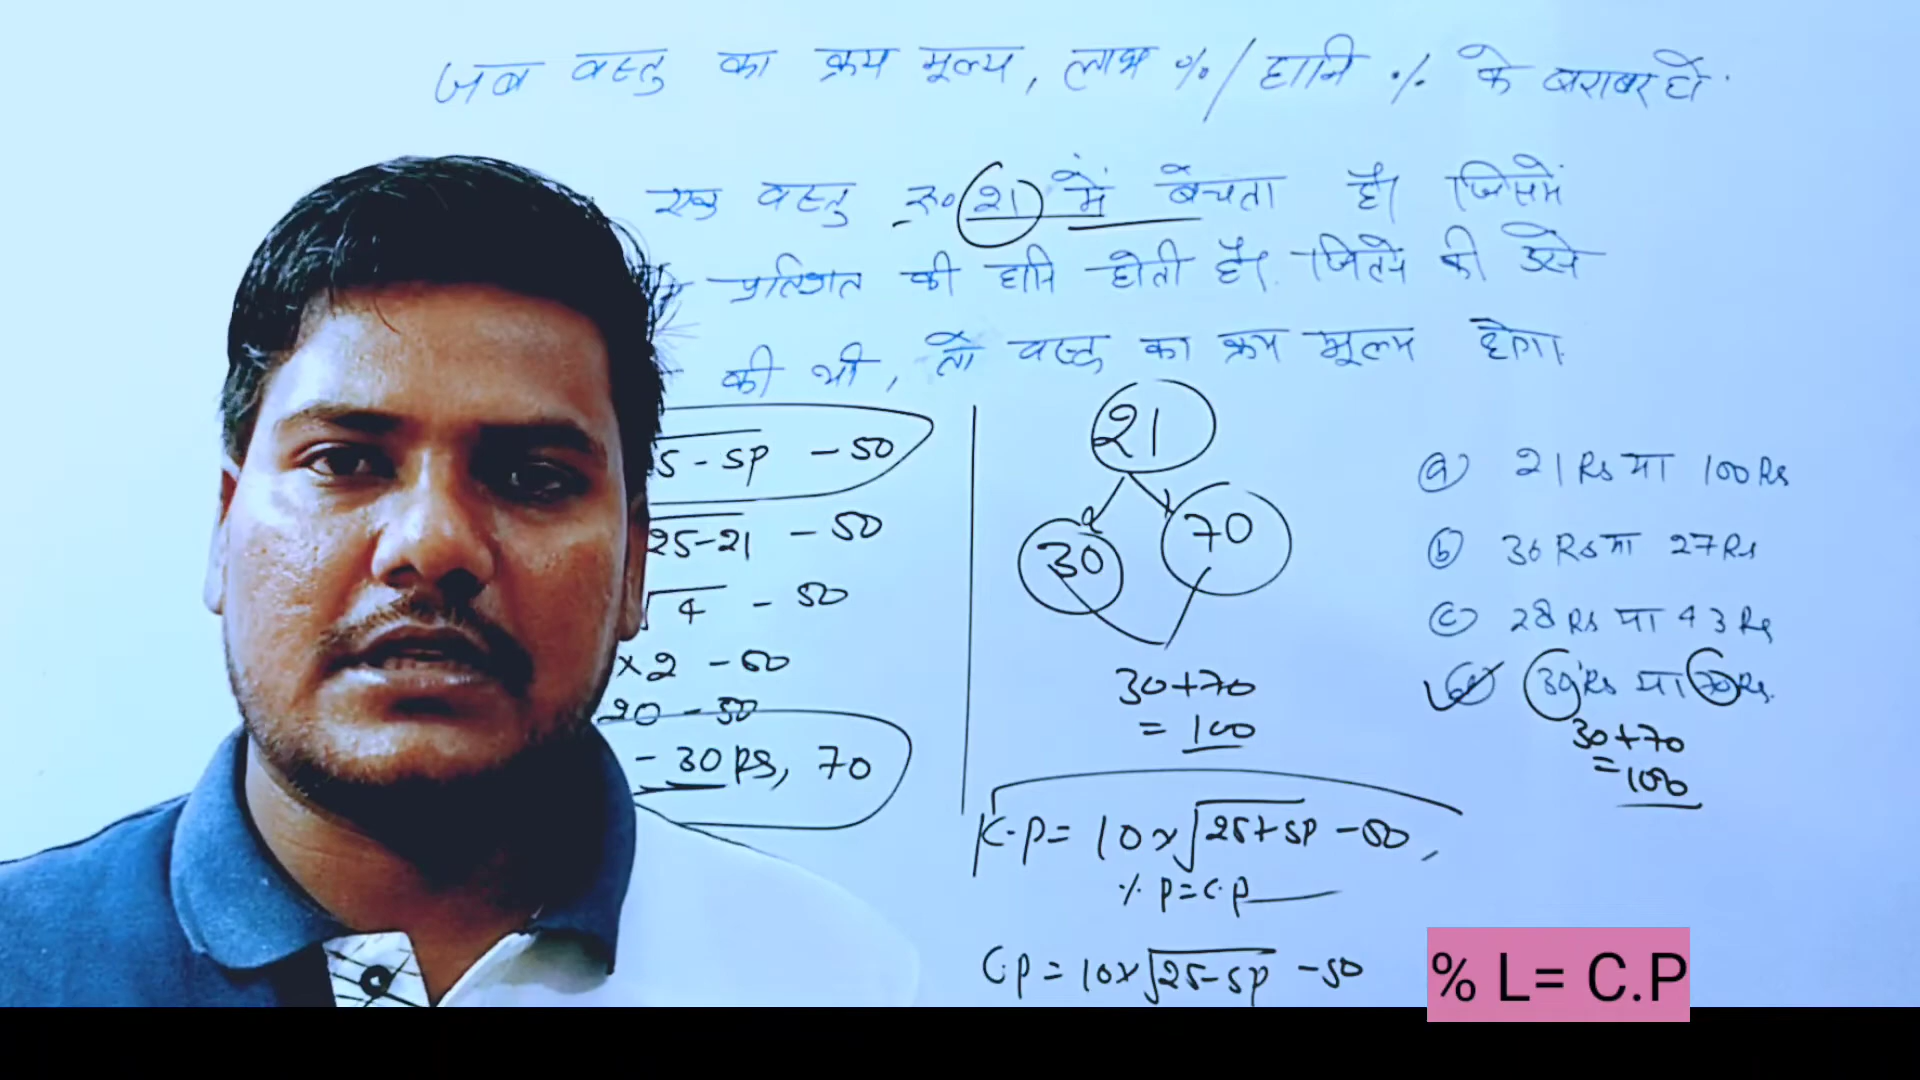 जब वस्तु का क्रय मूल्य, लाभ % / हानि % के बराबर हो.
एक वस्तु रू० 21 में बेचता है। जिसमें
प्रतिशत की हानि होती है। जितने की उसे
की थी, तो वस्तु का क्रय मूल्य होगा।
5-SP - 50
25-21 - 50
√4 - 50
×2 - 50
20 - 50
- 30 RS, 70
21
30 70
30+70
= 100
C.P = 10×√25+SP - 50,
% P = C.P
C.P = 10×√25-SP - 50
(a) 21 Rs या 100 Rs
(b) 36 Rs या 27 Rs
(c) 28 Rs या 43 Rs
30 Rs या 70 Rs.
30+70
= 100
% L= C.P